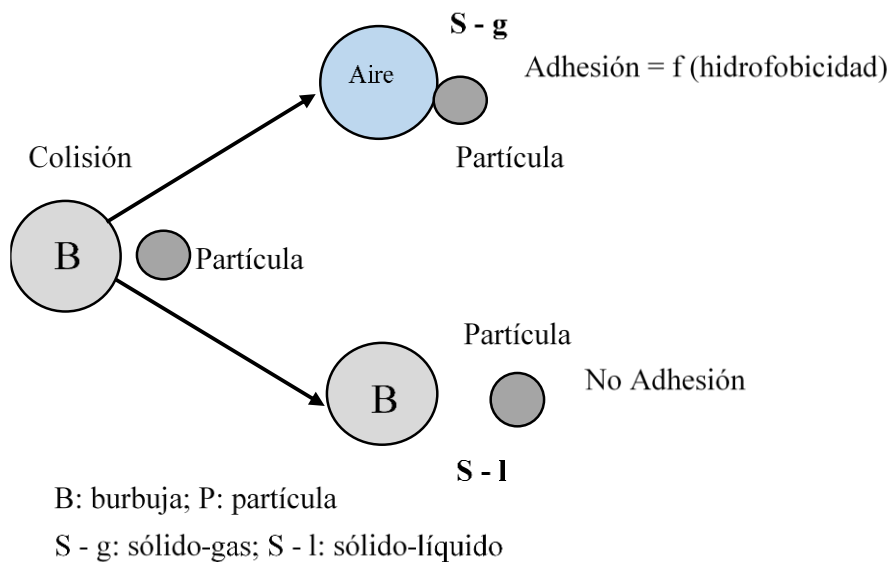 S - g
Aire
Adhesión = f (hidrofobicidad)
Colisión
Partícula
B
Partícula
Partícula
No Adhesión
B
S - l
B: burbuja; P: partícula
S - g: sólido-gas; S - l: sólido-líquido